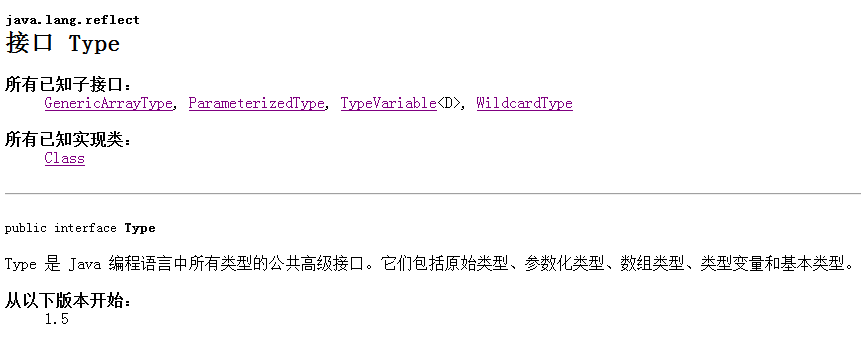 java.lang.reflect
接口 Type
所有已知子接口：
GenericArrayType, ParameterizedType, TypeVariable<D>, WildcardType
所有已知实现类：
Class
public interface Type
Type 是 Java 编程语言中所有类型的公共高级接口。它们包括原始类型、参数化类型、数组类型、类型变量和基本类型。
从以下版本开始：
1.5